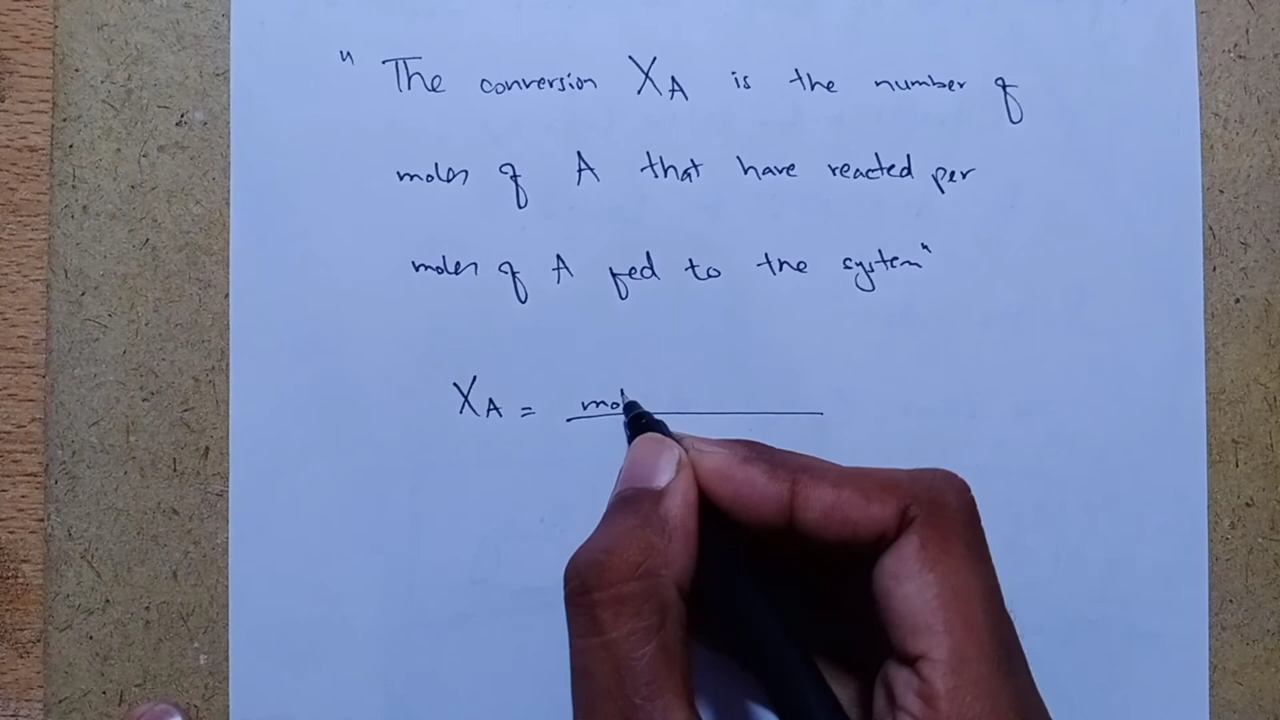 "The conversion XA is the number of
moles of A that have reacted per
moles of A fed to the system"
XA = mol